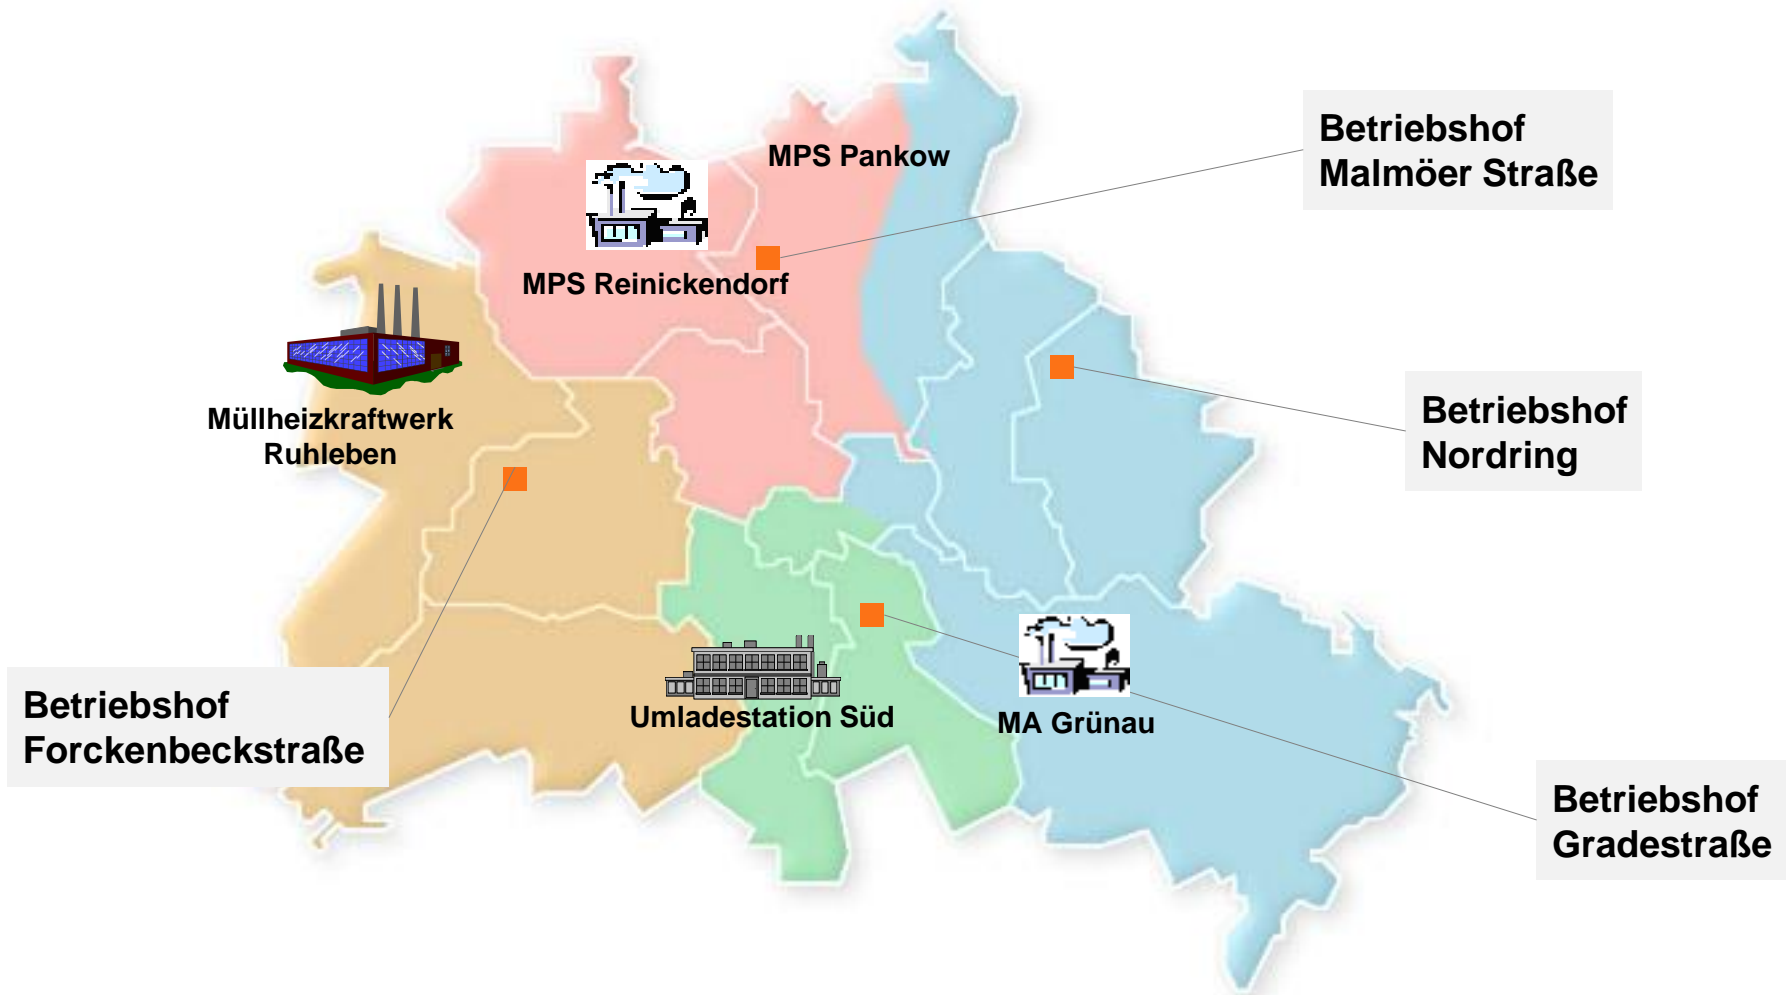 Betriebshof
Malmöer Straße
MPS Pankow
MPS Reinickendorf
Müllheizkraftwerk
Ruhleben
Betriebshof
Nordring
Betriebshof
Forckenbeckstraße
Umladestation Süd
MA Grünau
Betriebshof
Gradestraße